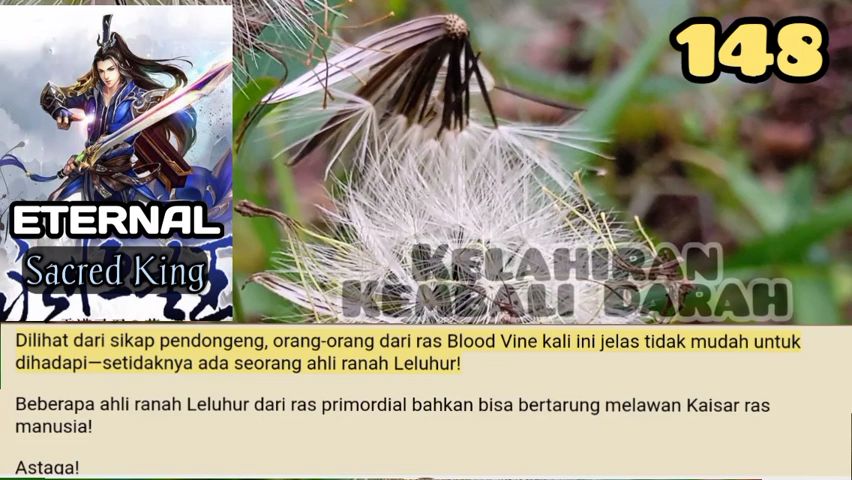 148
ETERNAL
Sacred King
KELAHIRAN
KEMBALI DARAH
Dilihat dari sikap pendongeng, orang-orang dari ras Blood Vine kali ini jelas tidak mudah untuk
dihadapi—setidaknya ada seorang ahli ranah Leluhur!
Beberapa ahli ranah Leluhur dari ras primordial bahkan bisa bertarung melawan Kaisar ras
manusia!
Astaga!